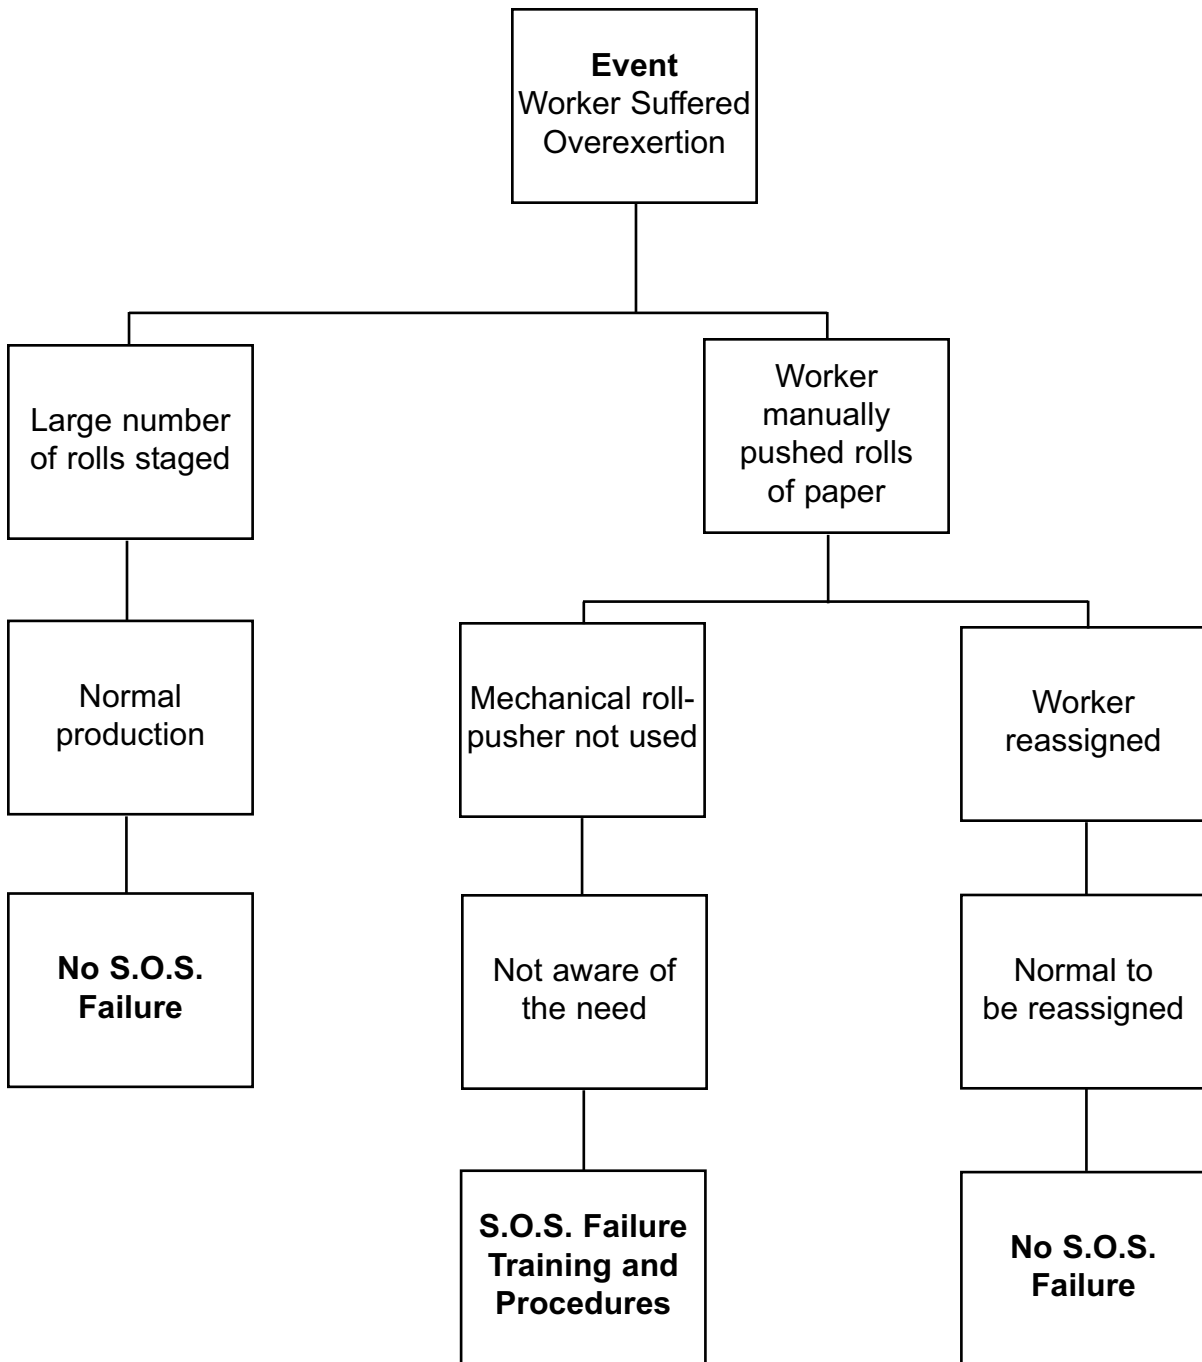 Event
Worker Suffered
Overexertion
Large number
of rolls staged
Worker
manually
pushed rolls
of paper
Normal
production
Mechanical roll-
pusher not used
Worker
reassigned
No S.O.S.
Failure
Not aware of
the need
Normal to
be reassigned
S.O.S. Failure
Training and
Procedures
No S.O.S.
Failure